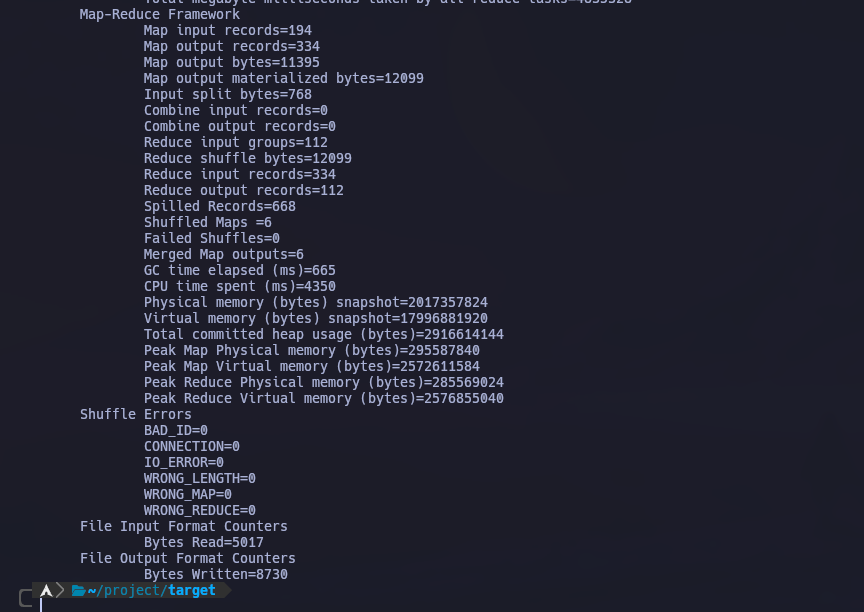 Total megabyte-milliseconds taken by all reduce tasks=4835328
Map-Reduce Framework
Map input records=194
Map output records=334
Map output bytes=11395
Map output materialized bytes=12099
Input split bytes=768
Combine input records=0
Combine output records=0
Reduce input groups=112
Reduce shuffle bytes=12099
Reduce input records=334
Reduce output records=112
Spilled Records=668
Shuffled Maps =6
Failed Shuffles=0
Merged Map outputs=6
GC time elapsed (ms)=665
CPU time spent (ms)=4350
Physical memory (bytes) snapshot=2017357824
Virtual memory (bytes) snapshot=17996881920
Total committed heap usage (bytes)=2916614144
Peak Map Physical memory (bytes)=295587840
Peak Map Virtual memory (bytes)=2572611584
Peak Reduce Physical memory (bytes)=285569024
Peak Reduce Virtual memory (bytes)=2576855040
Shuffle Errors
BAD_ID=0
CONNECTION=0
IO_ERROR=0
WRONG_LENGTH=0
WRONG_MAP=0
WRONG_REDUCE=0
File Input Format Counters
Bytes Read=5017
File Output Format Counters
Bytes Written=8730
~/project/target